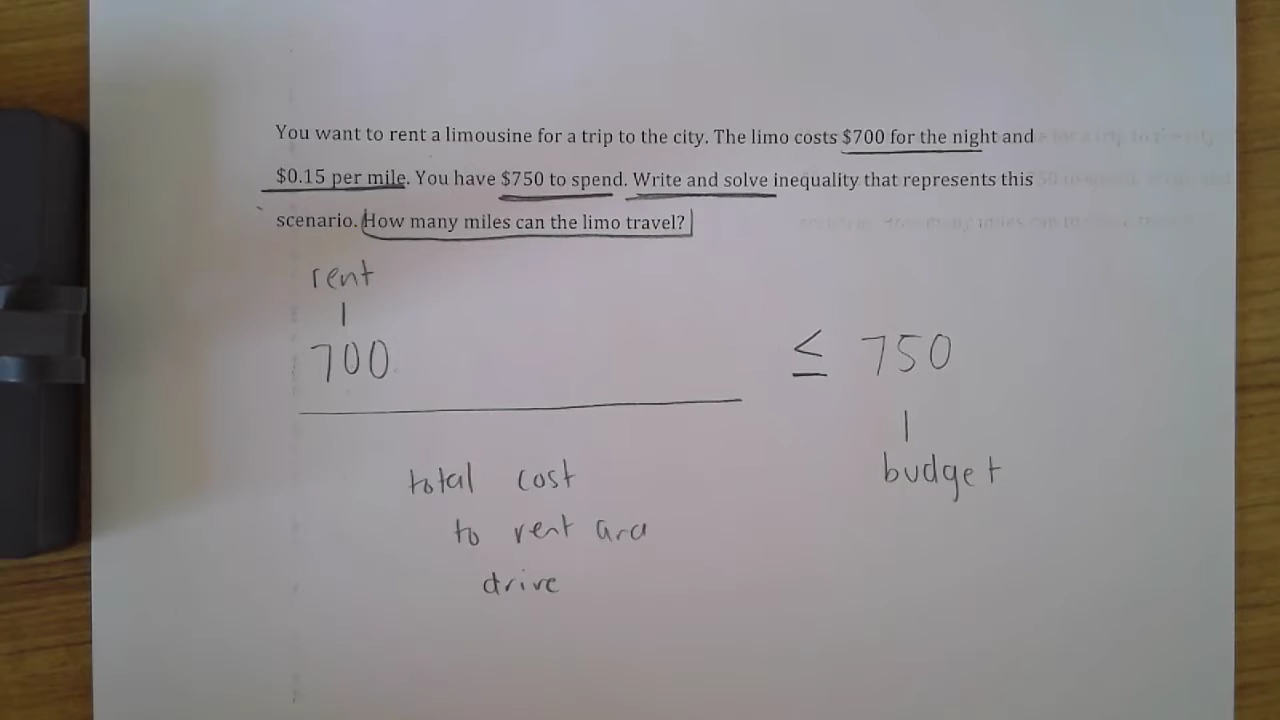 You want to rent a limousine for a trip to the city. The limo costs $700 for the night and
$0.15 per mile. You have $750 to spend. Write and solve inequality that represents this
scenario. How many miles can the limo travel?
rent
700
≤ 750
total cost
to rent and
drive
budget